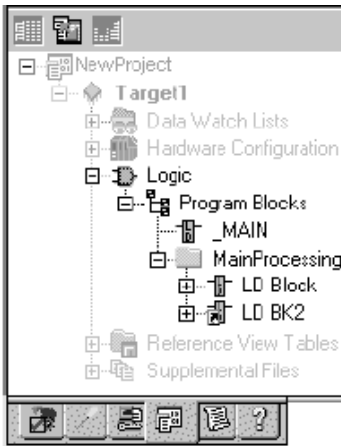 NewProject
Target1
Data Watch Lists
Hardware Configuration
Logic
Program Blocks
_MAIN
MainProcessing
LD Block
LD BK2
Reference View Tables
Supplemental Files